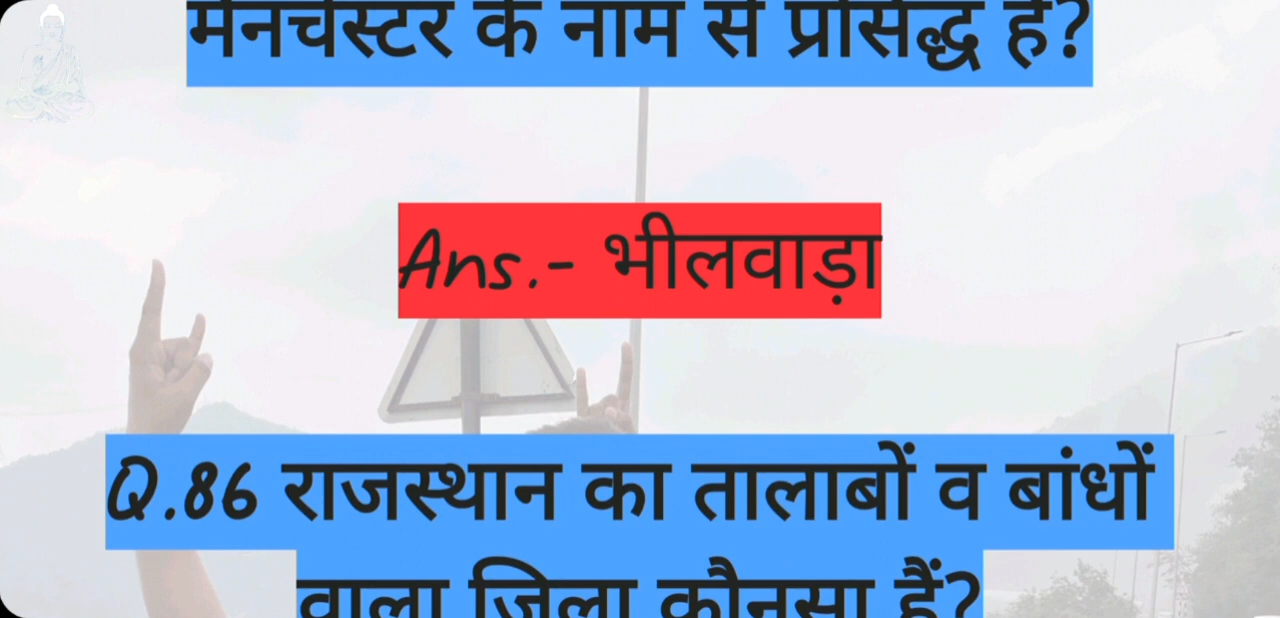 मैनचेस्टर के नाम से प्रसिद्ध है?
Ans.- भीलवाड़ा
Q.86 राजस्थान का तालाबों व बांधों
वाला जिला कौनसा हैं?